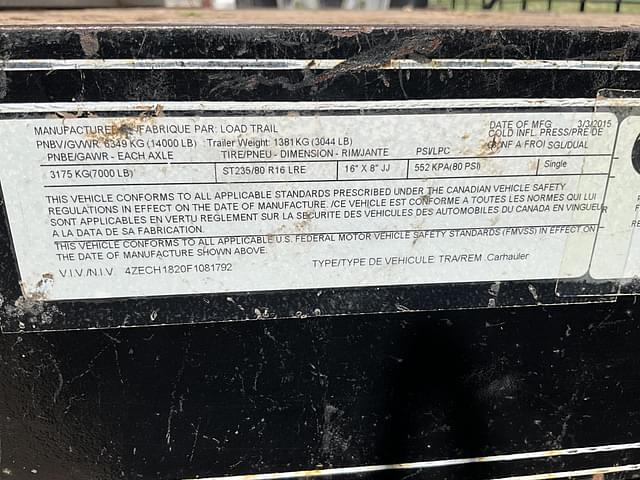 MANUFACTURED /FABRIQUE PAR: LOAD TRAIL DATE OF MFG 3/3/2015
PNBV/GVWR 6349 KG (14000 LB) Trailer Weight 1381 KG (3044 LB) COLD INFL. PRESS/PRE DE
PNBE/GAWR - EACH AXLE TIRE/PNEU - DIMENSION - RIM/JANTE PSI/LPC A FROI SGL/DUAL
3175 KG(7000 LB) ST235/80 R16 LRE 16" X 8" JJ 552 KPA(80 PSI) Single
THIS VEHICLE CONFORMS TO ALL APPLICABLE STANDARDS PRESCRIBED UNDER THE CANADIAN VEHICLE SAFETY
REGULATIONS IN EFFECT ON THE DATE OF MANUFACTURE. /CE VEHICLE EST CONFORME A TOUTES LES NORMES QUI LUI
SONT APPLICABLES EN VERTU REGLEMENT SUR LA SECURITE DES VEHICULES DES AUTOMOBILES DU CANADA EN VINGUEUR
A LA DATA DE SA FABRICATION.
THIS VEHICLE CONFORMS TO ALL APPLICABLE U.S. FEDERAL MOTOR VEHICLE SAFETY STANDARDS (FMVSS) IN EFFECT ON
THE DATE OF MANUFACTURE SHOWN ABOVE.
V.I.V./N.I.V. 4ZECH1820F1081792 TYPE/TYPE DE VEHICULE: TRA/REM .Carhauler